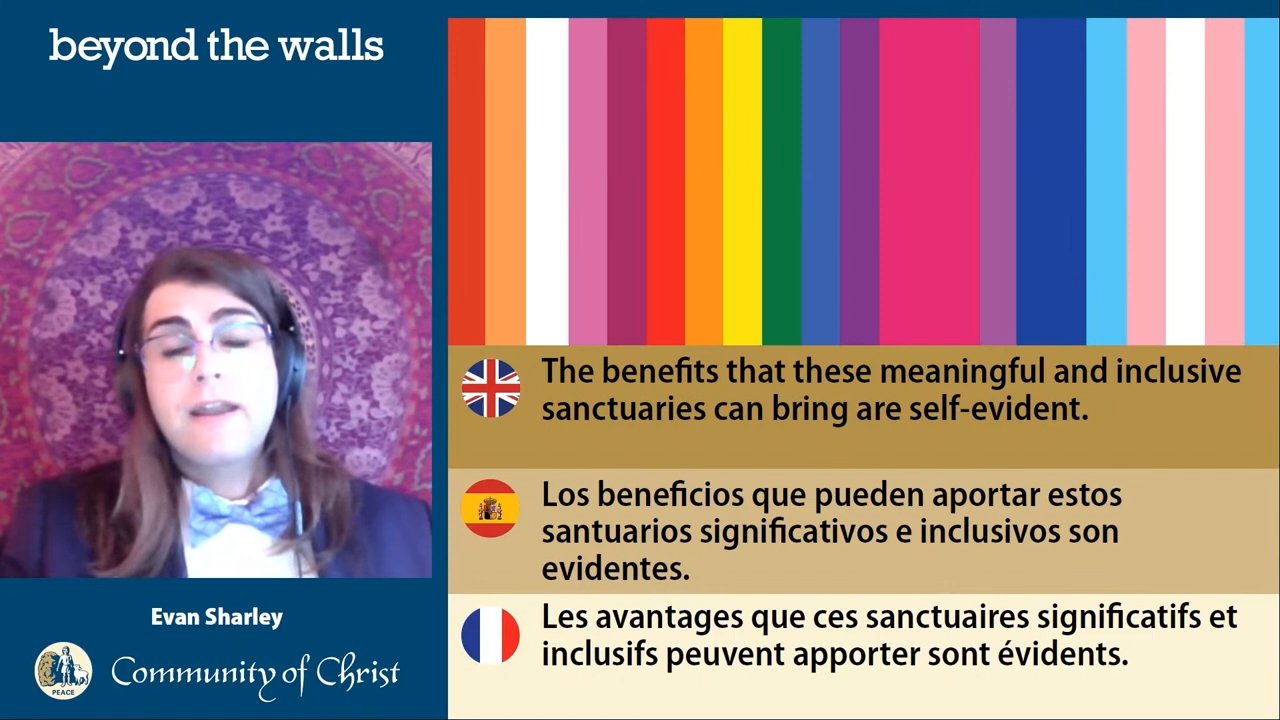 beyond the walls
The benefits that these meaningful and inclusive
sanctuaries can bring are self-evident.
Los beneficios que pueden aportar estos
santuarios significativos e inclusivos son
evidentes.
Les avantages que ces sanctuaires significatifs et
inclusifs peuvent apporter sont évidents.
Evan Sharley
PEACE
Community of Christ